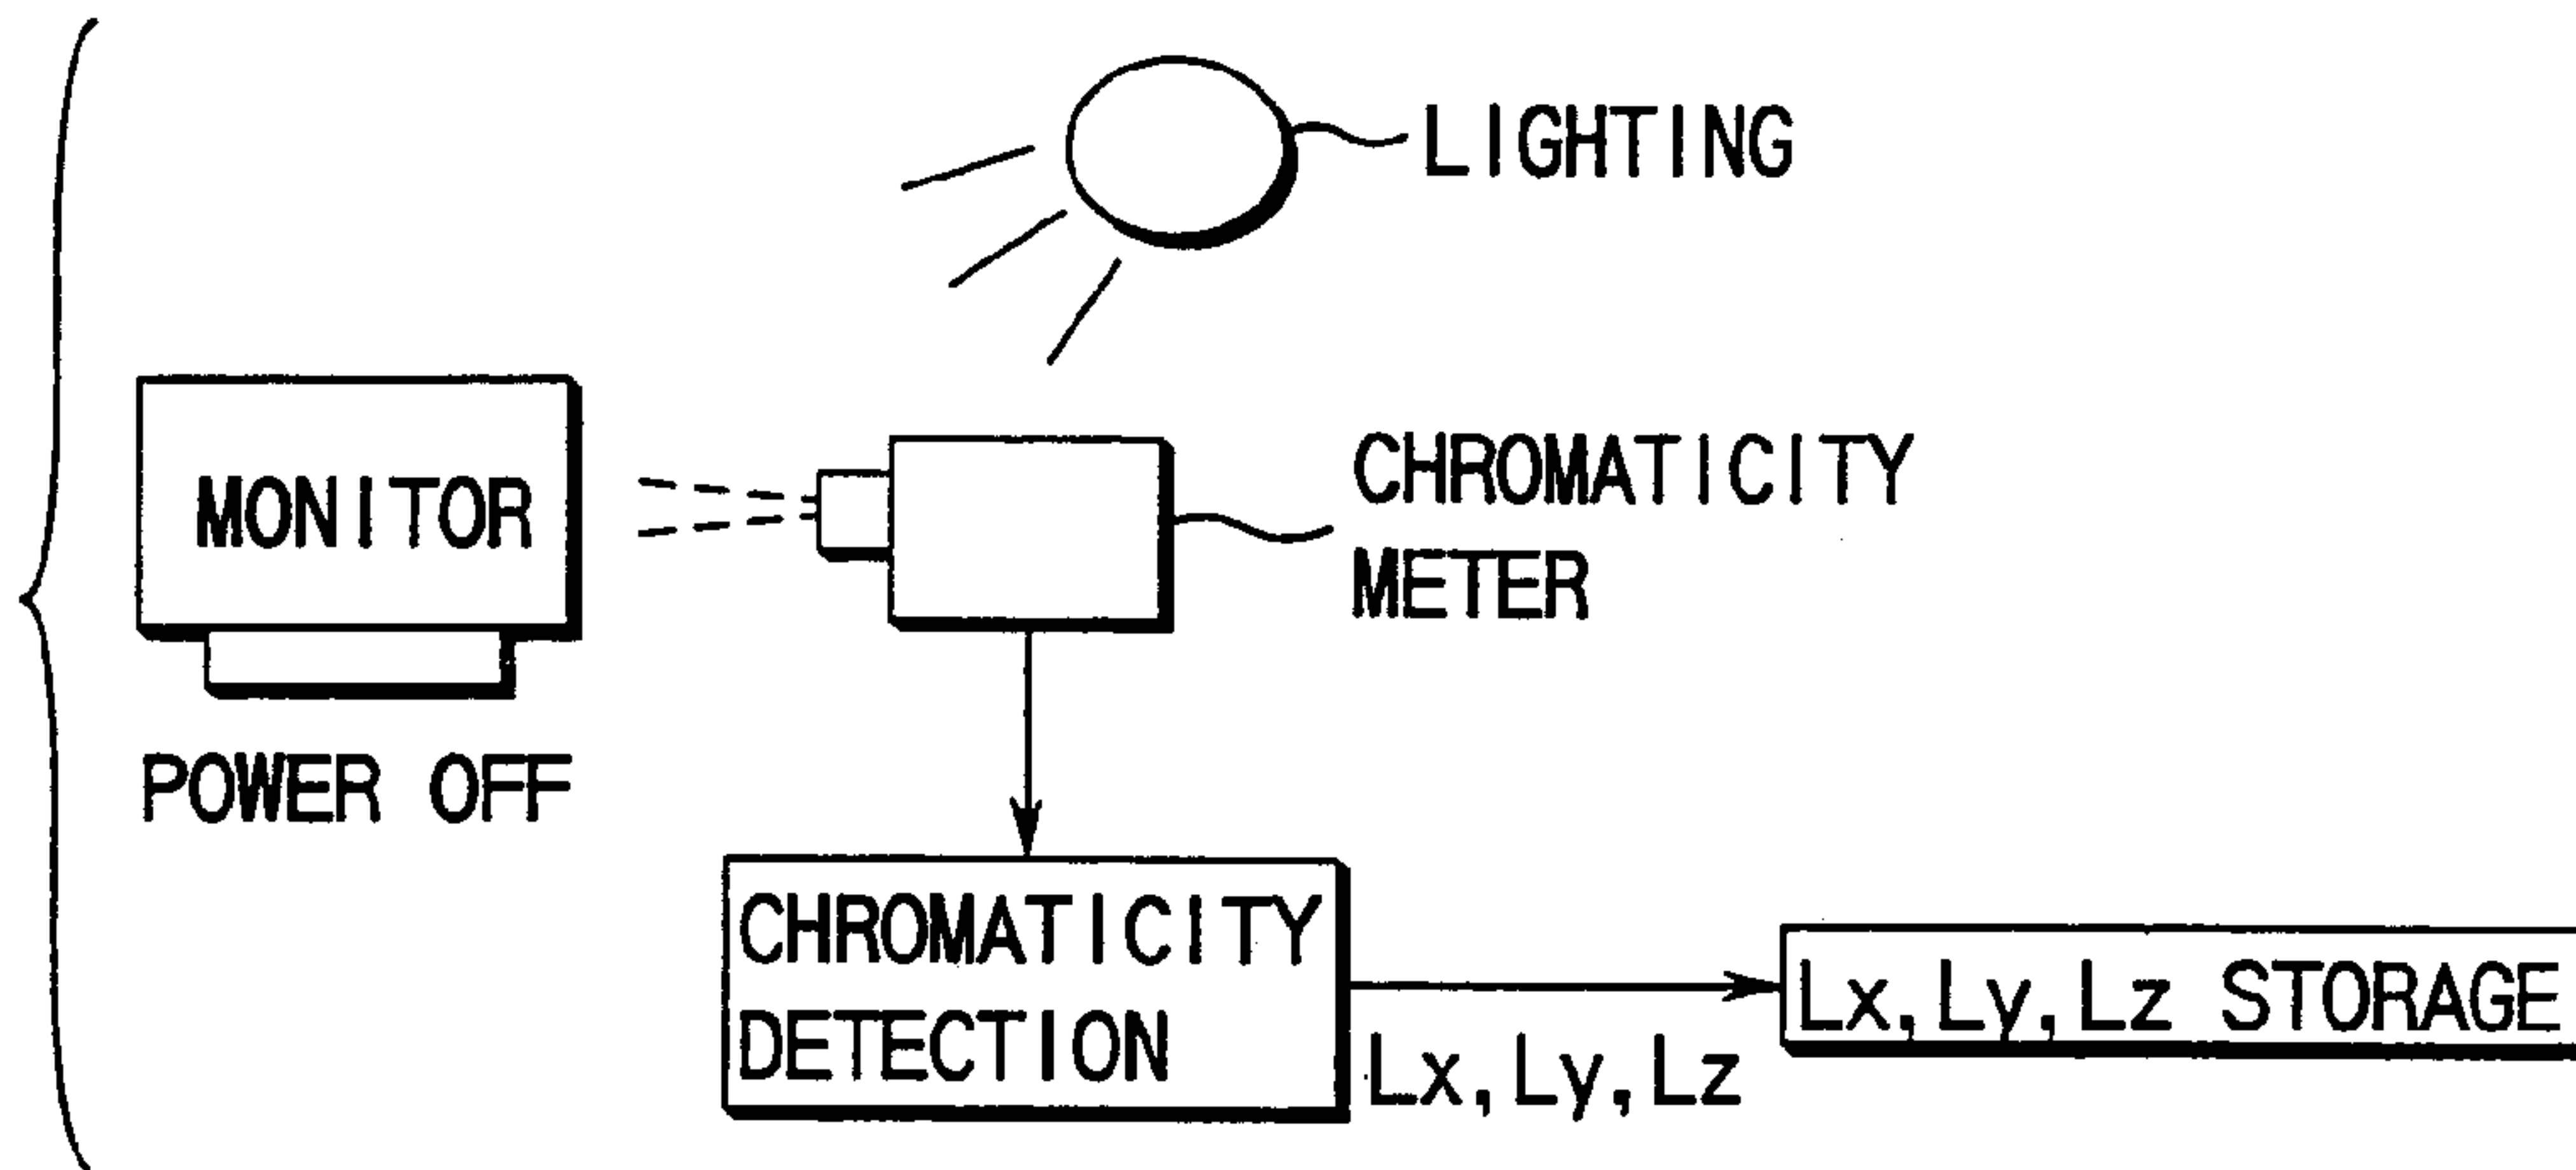 LIGHTING
CHROMATICITY
METER
MONITOR
POWER OFF
CHROMATICITY
DETECTION
Lx, Ly, Lz
Lx, Ly, Lz STORAGE